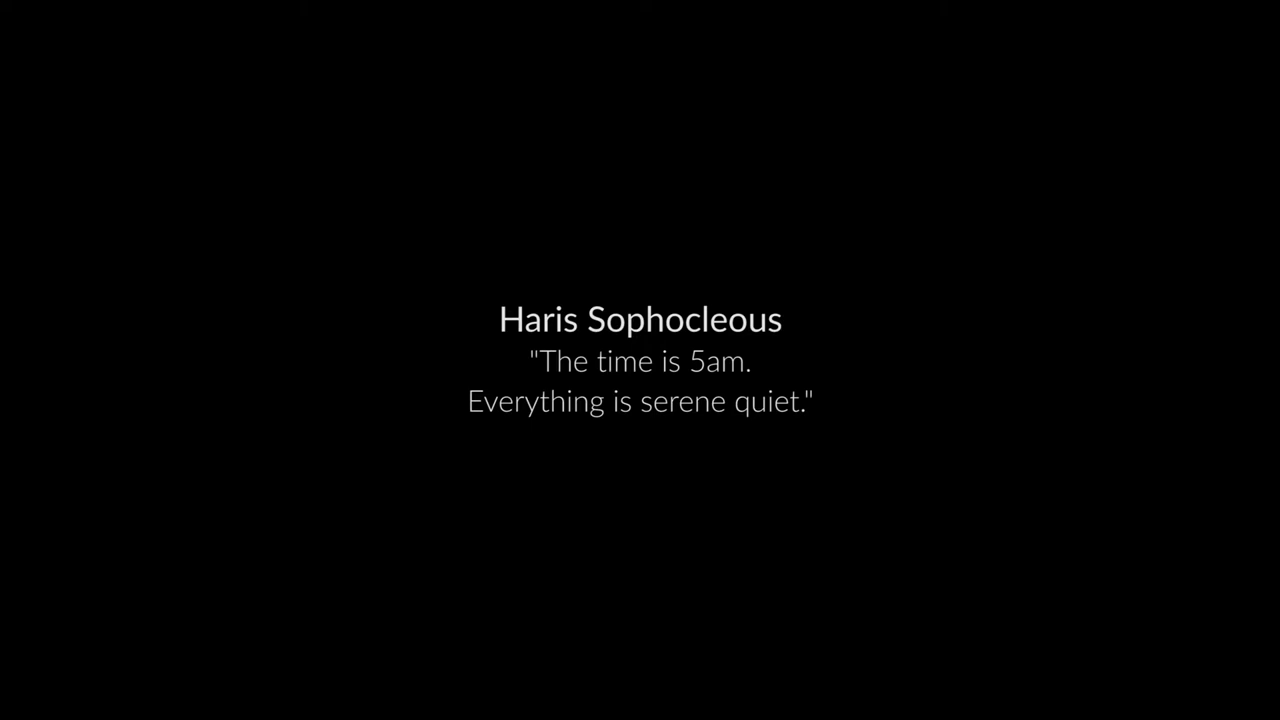 Haris Sophocleous
"The time is 5am.
Everything is serene quiet."